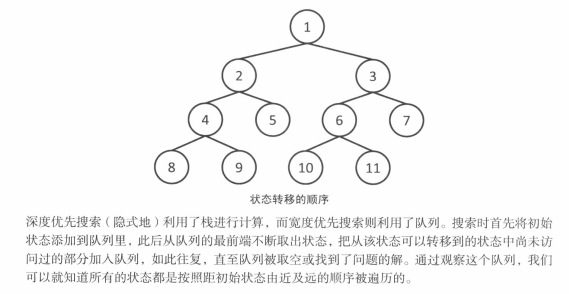 1
2 3
4 5 6 7
8 9 10 11
状态转移的顺序
深度优先搜索（隐式地）利用了栈进行计算，而宽度优先搜索则利用了队列。搜索时首先将初始
状态添加到队列里，此后从队列的最前端不断取出状态，把从该状态可以转移到的状态中尚未访
问过的部分加入队列，如此往复，直至队列被取空或找到了问题的解。通过观察这个队列，我们
可以就知道所有的状态都是按照距初始状态由近及远的顺序被遍历的。